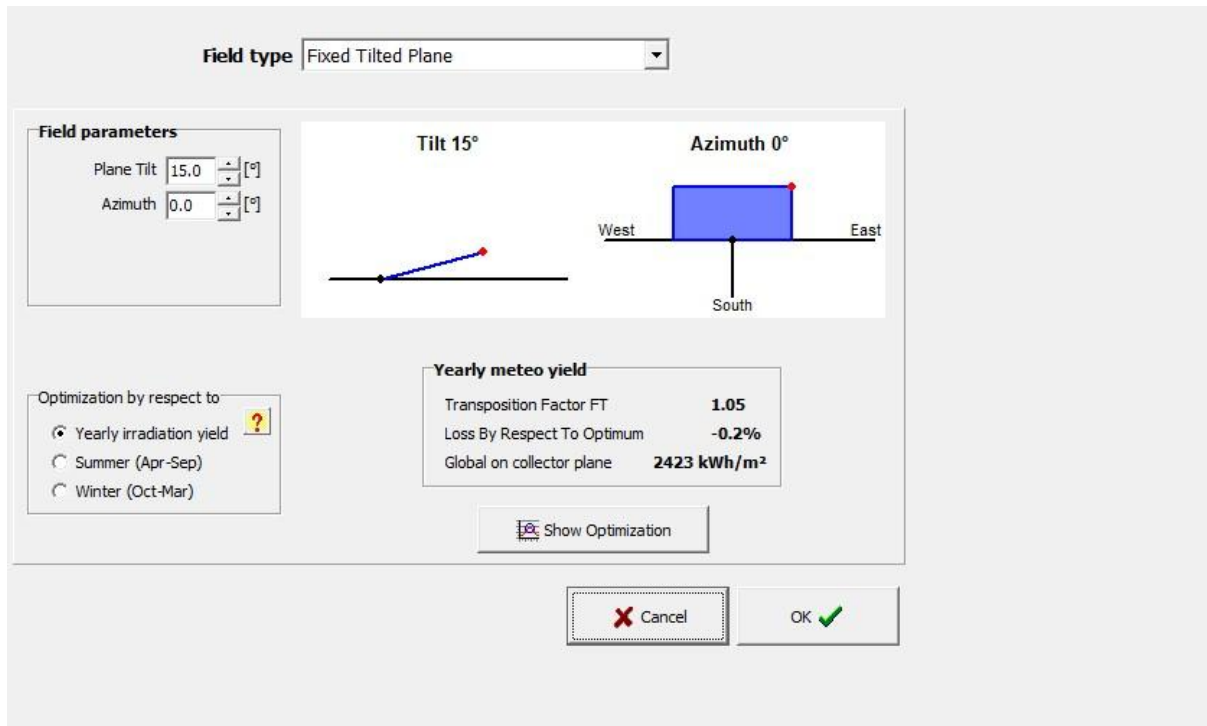 Field type Fixed Tilted Plane
Field parameters
Plane Tilt 15.0 [°]
Azimuth 0.0 [°]
Tilt 15°
Azimuth 0°
West
East
South
Optimization by respect to
?
Yearly irradiation yield
Summer (Apr-Sep)
Winter (Oct-Mar)
Yearly meteo yield
Transposition Factor FT 1.05
Loss By Respect To Optimum -0.2%
Global on collector plane 2423 kWh/m²
Show Optimization
Cancel
OK